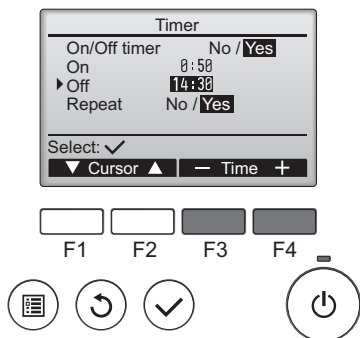 Timer
On/Off timer No / Yes
On 0:50
Off 14:30
Repeat No / Yes
Select: ✓
▼ Cursor ▲ − Time +
F1 F2 F3 F4